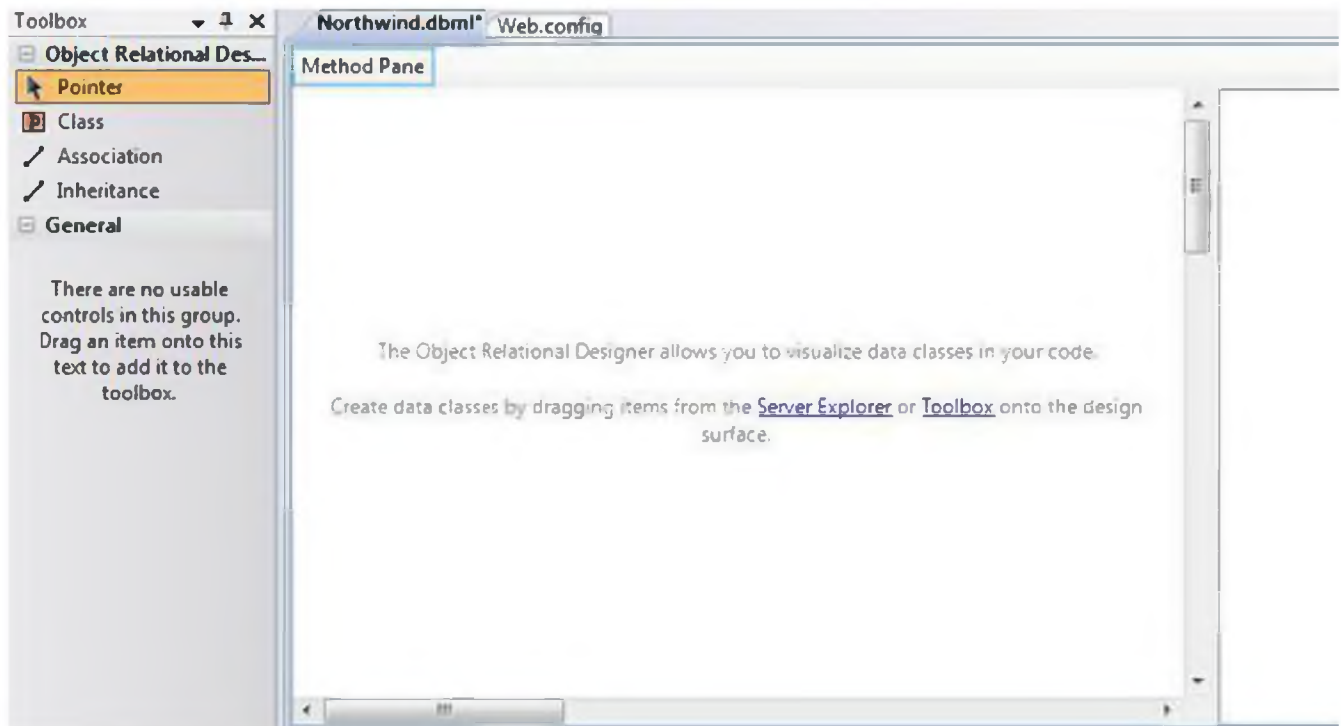 Toolbox
Object Relational Des...
Pointer
Class
Association
Inheritance
General
There are no usable
controls in this group.
Drag an item onto this
text to add it to the
toolbox.
Northwind.dbml* Web.config
Method Pane
The Object Relational Designer allows you to visualize data classes in your code.
Create data classes by dragging items from the Server Explorer or Toolbox onto the design
surface.